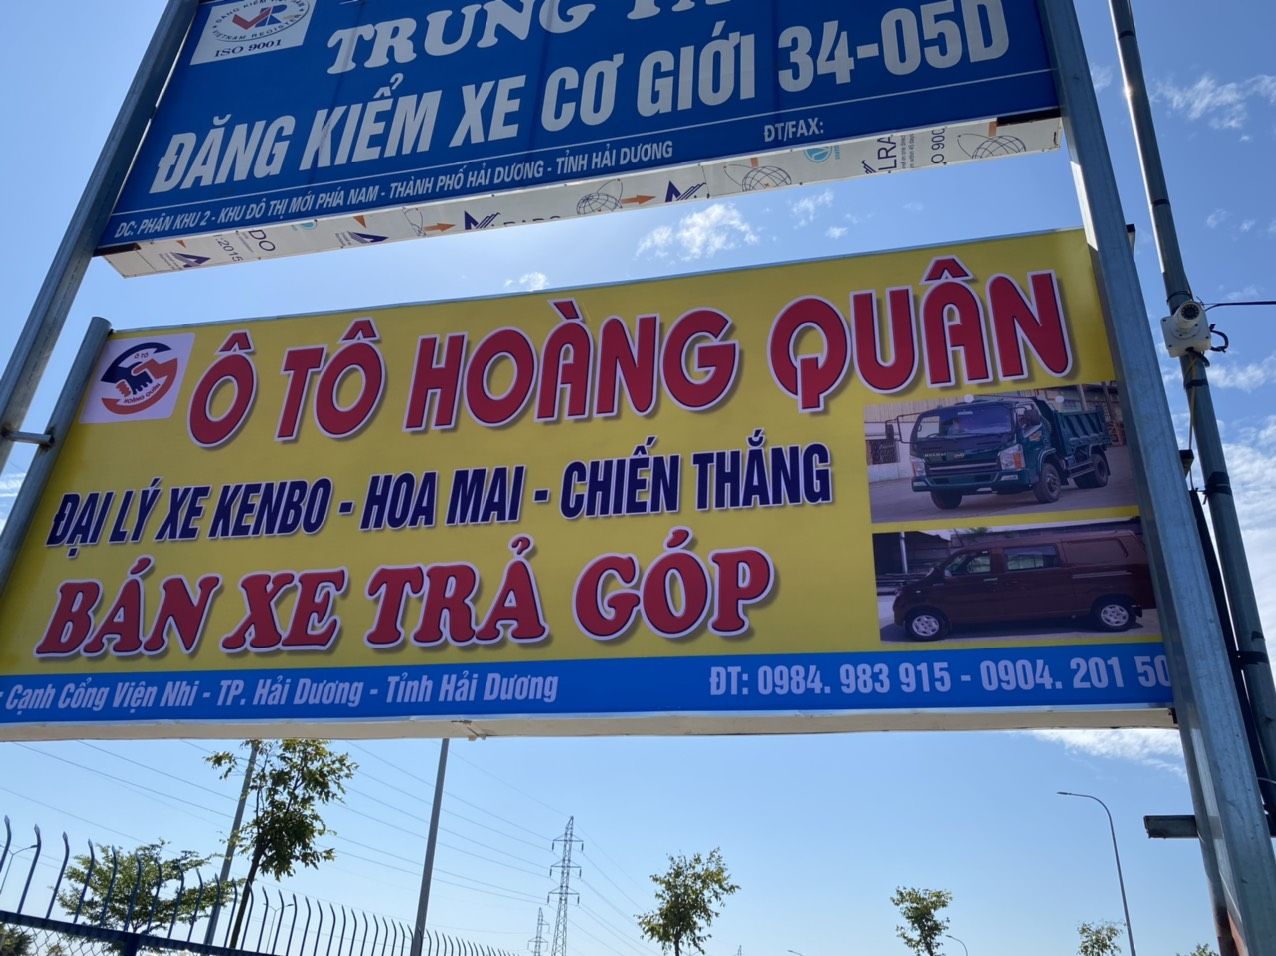 ISO 9001
TRUNG
ĐĂNG KIỂM XE CƠ GIỚI 34-05D
DC: PHÂN KHU 2 - KHU ĐÔ THỊ MỚI PHÍA NAM - THÀNH PHỐ HẢI DƯƠNG - TỈNH HẢI DƯƠNG
ĐT/FAX:
Ô TÔ HOÀNG QUÂN
Ô TÔ
HOÀNG QUÂN
ĐẠI LÝ XE KENBO - HOA MAI - CHIẾN THẮNG
BÁN XE TRẢ GÓP
: Cạnh Cổng Viện Nhi - TP. Hải Dương - Tỉnh Hải Dương
ĐT: 0984. 983 915 - 0904. 201 50